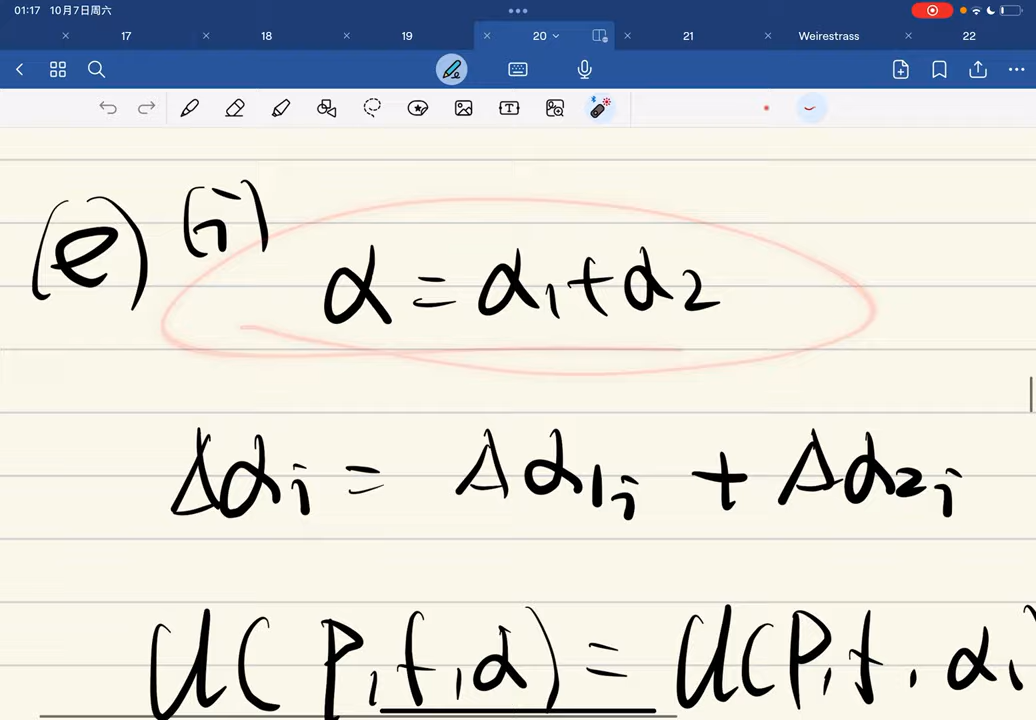 01:17 10月7日周六
17 18 19 20 21 Weirestrass 22
(e) (i)
α = α₁ + α₂
Δαᵢ = Δα₁ᵢ + Δα₂ᵢ
U(P, f, α) = U(P, f, α₁